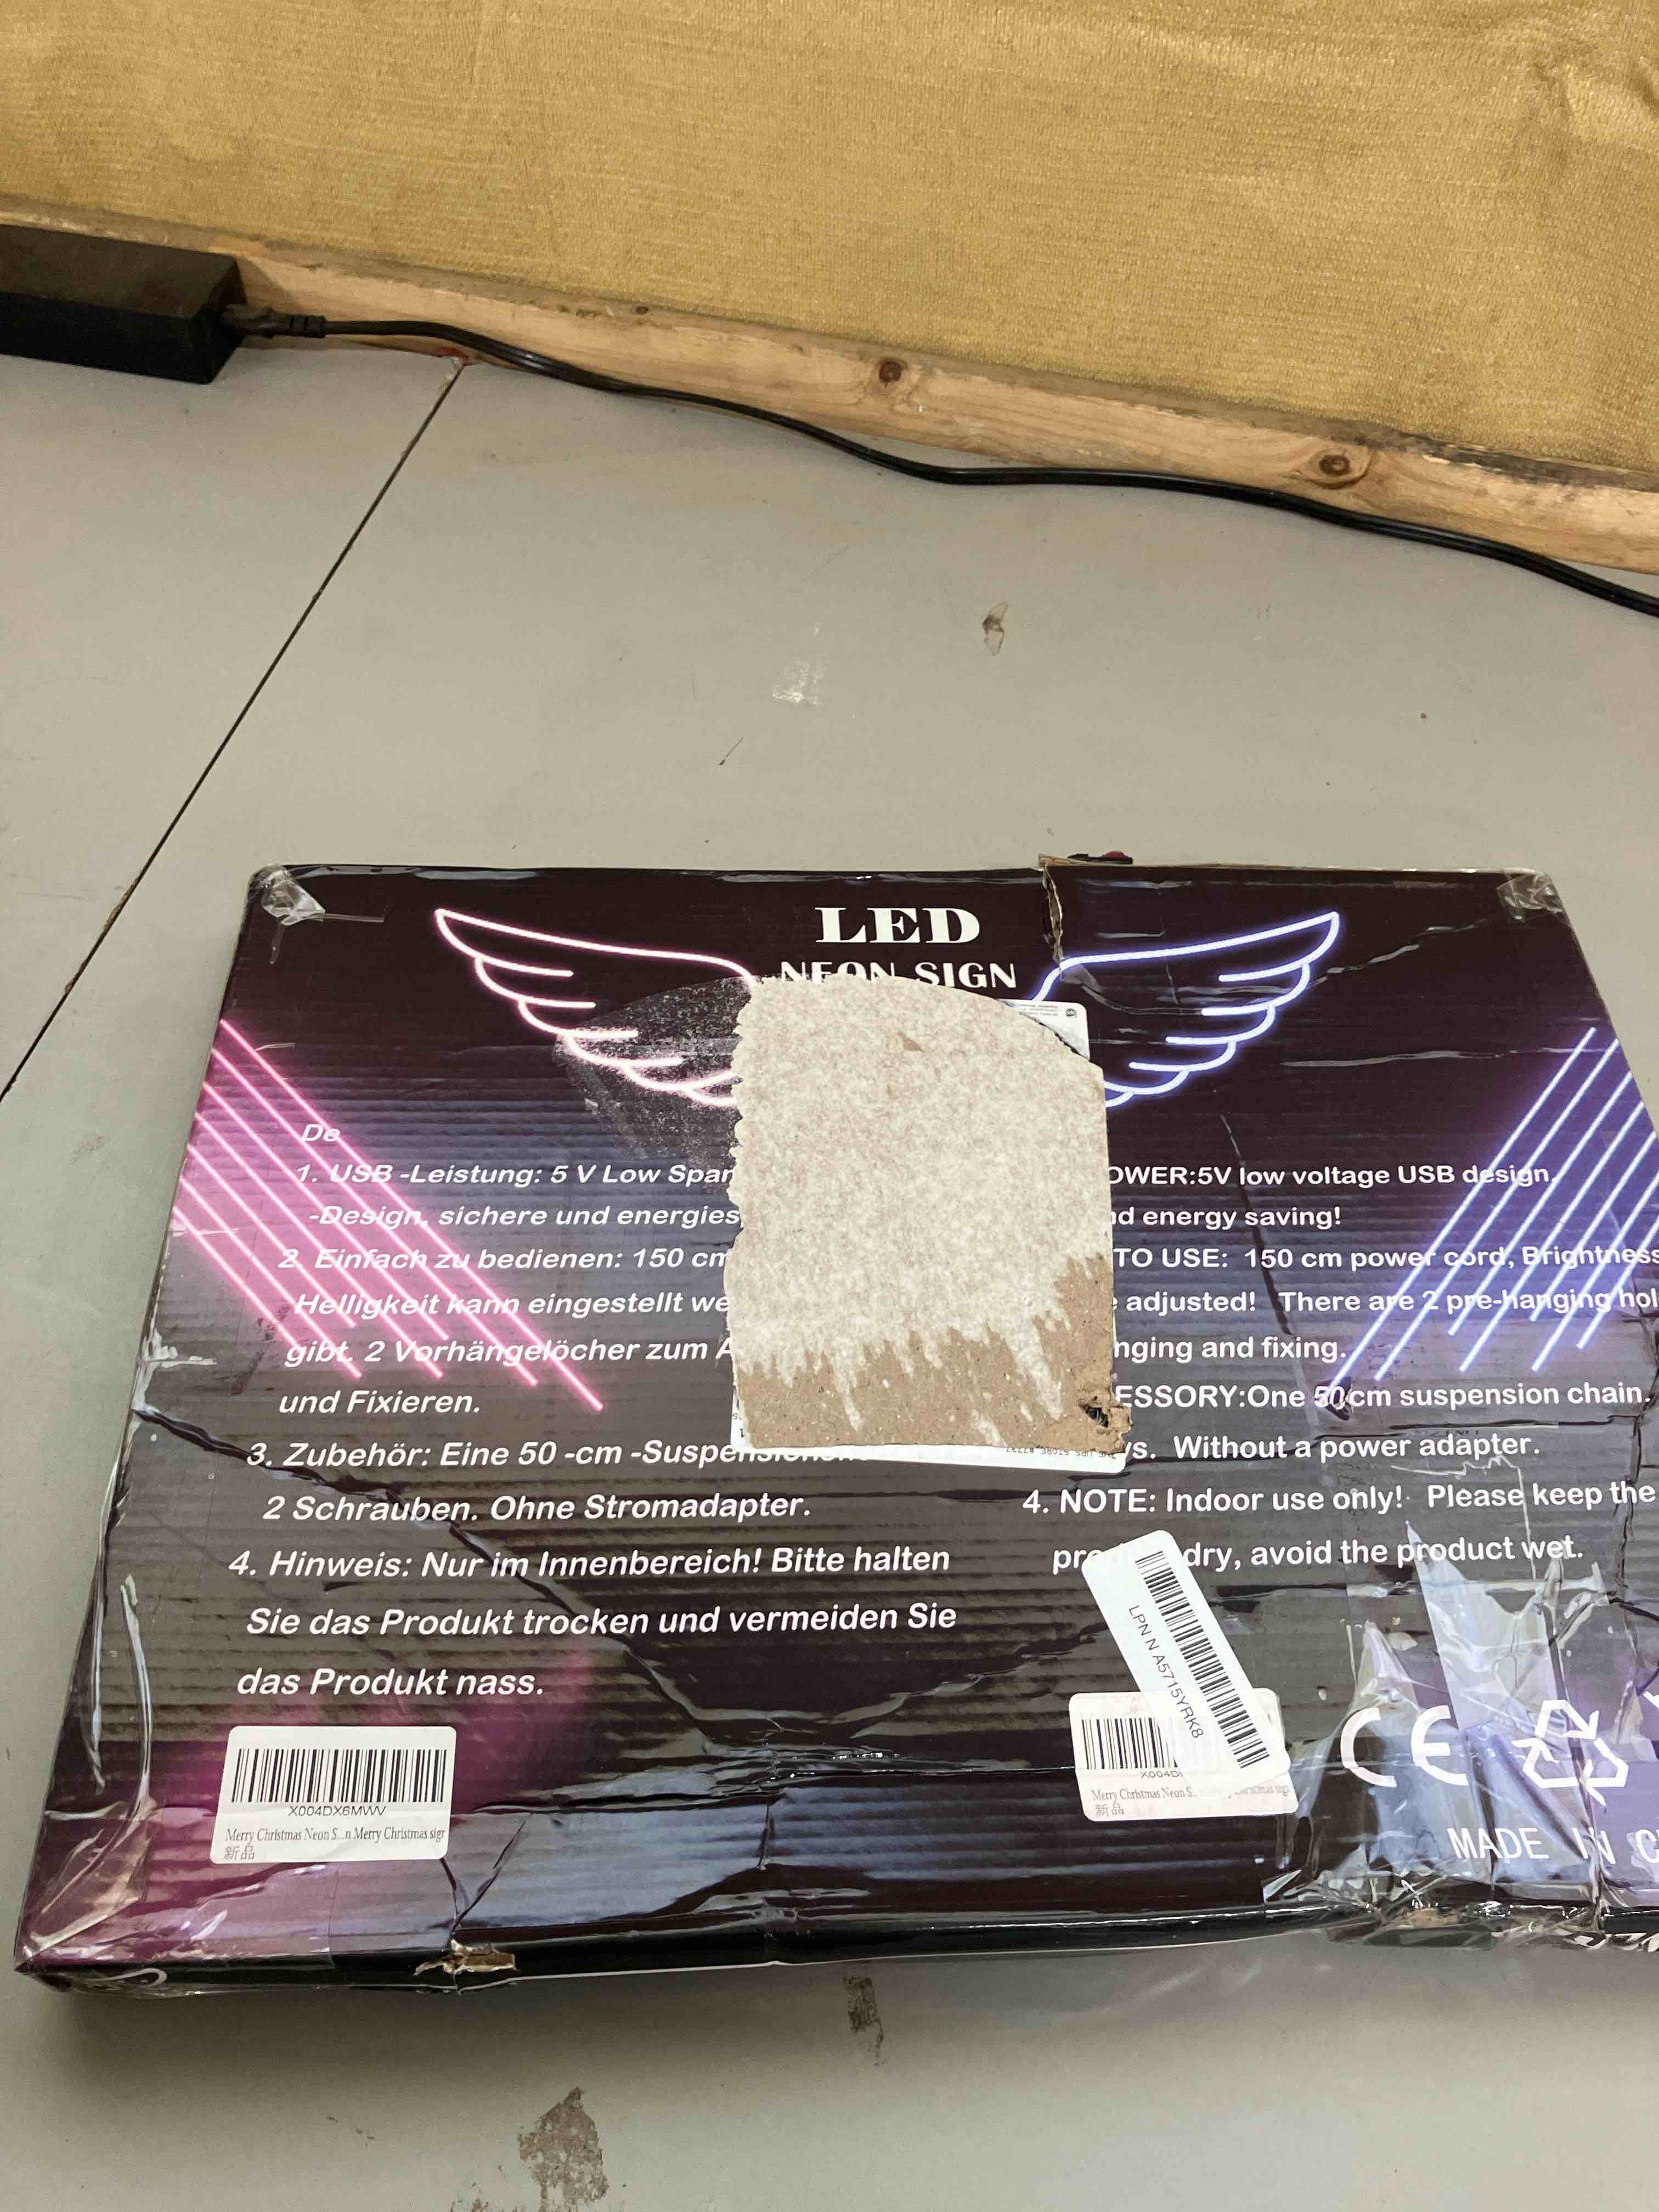 LED
NEON SIGN
De
1. USB -Leistung: 5 V Low Span
-Design, sichere und energies
2. Einfach zu bedienen: 150 cm
Helligkeit kann eingestellt we
gibt. 2 Vorhängelöcher zum A
und Fixieren.
3. Zubehör: Eine 50 -cm -Suspension
2 Schrauben. Ohne Stromadapter.
4. Hinweis: Nur im Innenbereich! Bitte halten
Sie das Produkt trocken und vermeiden Sie
das Produkt nass.
OWER:5V low voltage USB design.
nd energy saving!
TO USE: 150 cm power cord, Brightness
adjusted! There are 2 pre-hanging hol
nging and fixing.
ESSORY:One 50cm suspension chain.
ws. Without a power adapter.
4. NOTE: Indoor use only! Please keep the
dry, avoid the product wet.
LPN N A5715YRK8
X004DX6MWV
Merry Christmas Neon S...n Merry Christmas sign
新品
X004D
Merry Christmas Neon S..
新品
CE
MADE IN C